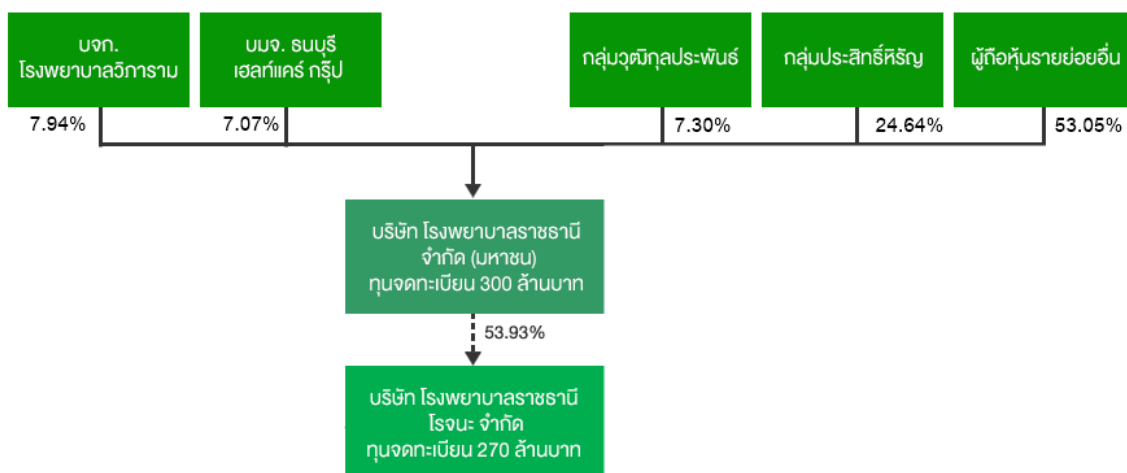 บจก.
โรงพยาบาลวิภาราม
บมจ. ธนบุรี
เฮลท์แคร์ กรุ๊ป
กลุ่มวุฒิกุลประพันธ์
กลุ่มประสิทธิ์หิรัญ
ผู้ถือหุ้นรายย่อยอื่น
7.94%
7.07%
7.30%
24.64%
53.05%
บริษัท โรงพยาบาลราชธานี
จำกัด (มหาชน)
ทุนจดทะเบียน 300 ล้านบาท
53.93%
บริษัท โรงพยาบาลราชธานี
โรจนะ จำกัด
ทุนจดทะเบียน 270 ล้านบาท